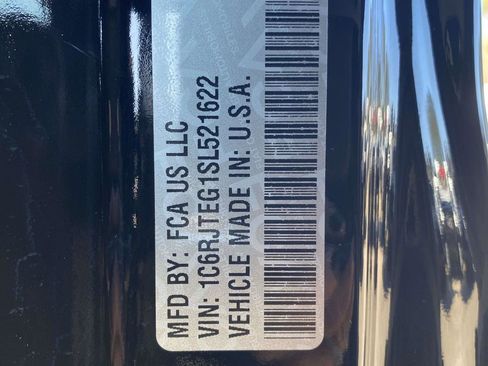 MFD BY: FCA US LLC
VIN: 1C6RJTEG1SL521622
VEHICLE MADE IN: U.S.A.